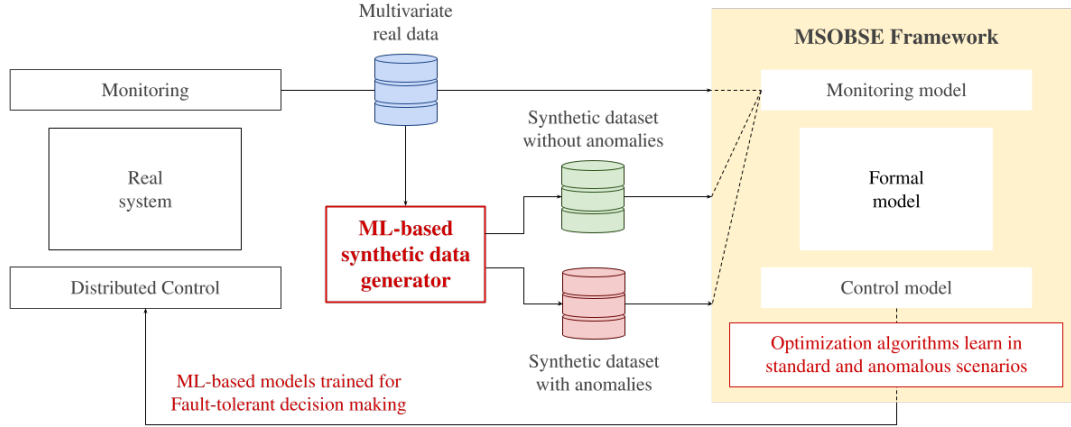 Multivariate
real data
MSOBSE Framework
Monitoring
Monitoring model
Synthetic dataset
without anomalies
Real
system
Formal
model
ML-based
synthetic data
generator
Distributed Control
Control model
Optimization algorithms learn in
standard and anomalous scenarios
Synthetic dataset
with anomalies
ML-based models trained for
Fault-tolerant decision making